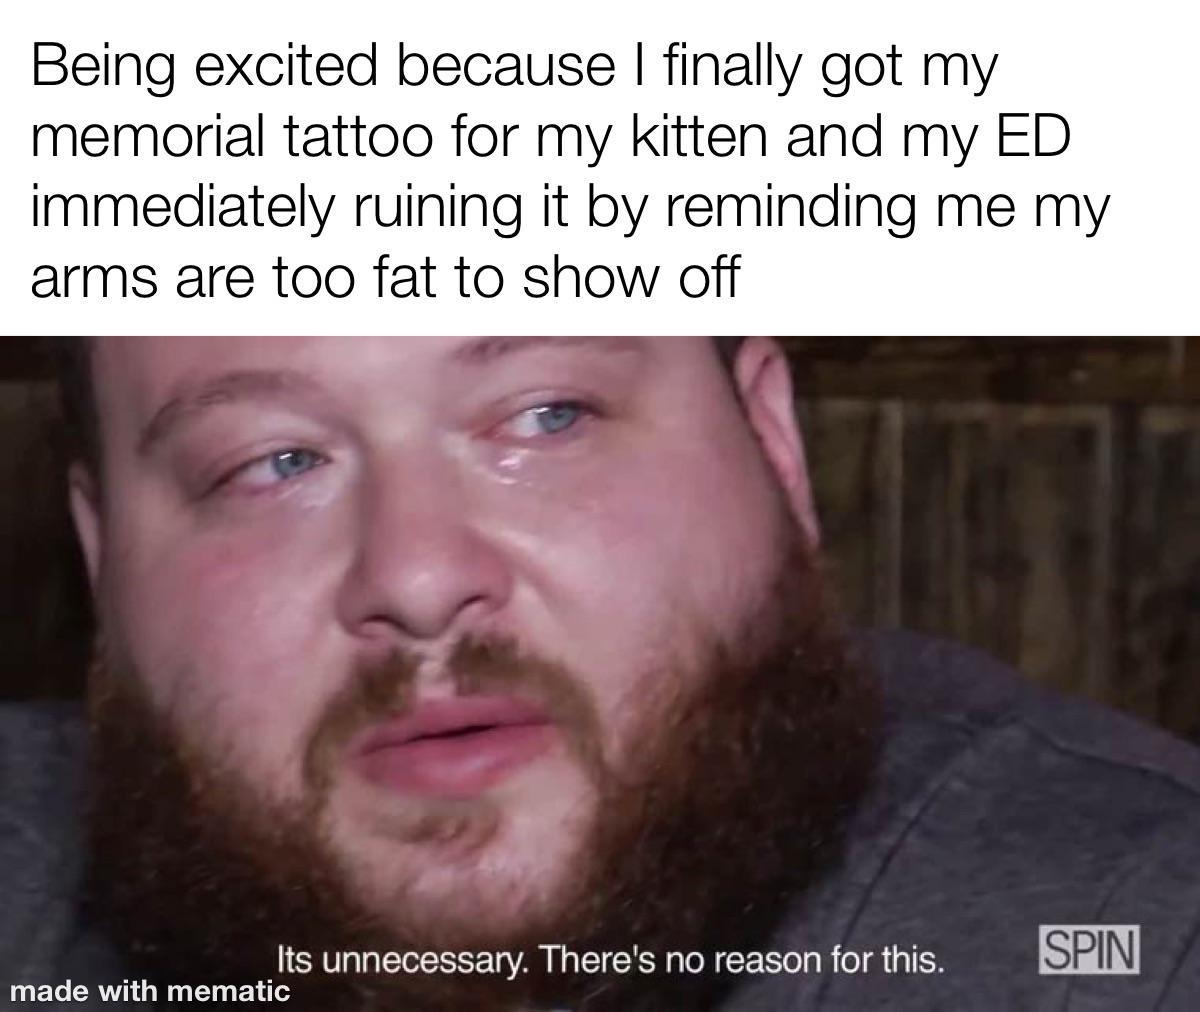 Being excited because I finally got my
memorial tattoo for my kitten and my ED
immediately ruining it by reminding me my
arms are too fat to show off
Its unnecessary. There's no reason for this.
SPIN
made with mematic